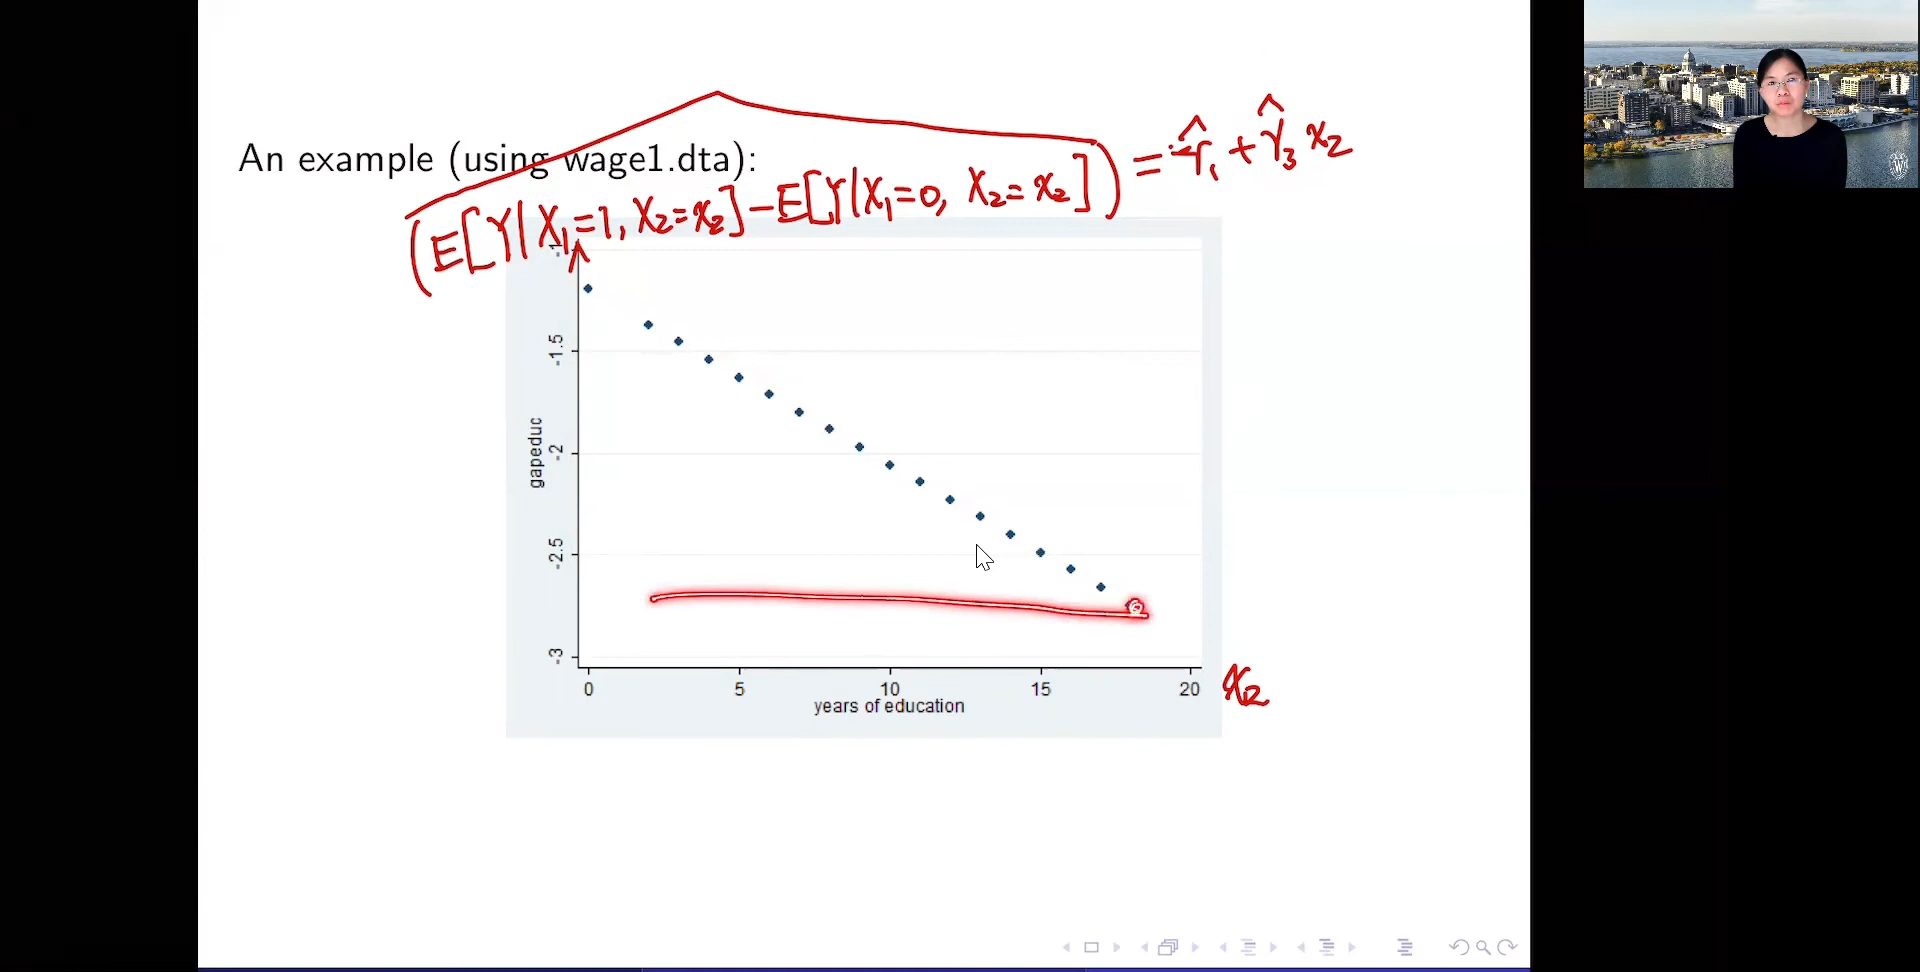 An example (using wage1.dta):
(E[Y|X₁=1, X₂=x₂] - E[Y|X₁=0, X₂=x₂]) = γ̂₁ + γ̂₃ x₂
-1
-1.5
-2
-2.5
-3
gapeduc
0 5 10 15 20
x₂
years of education
W